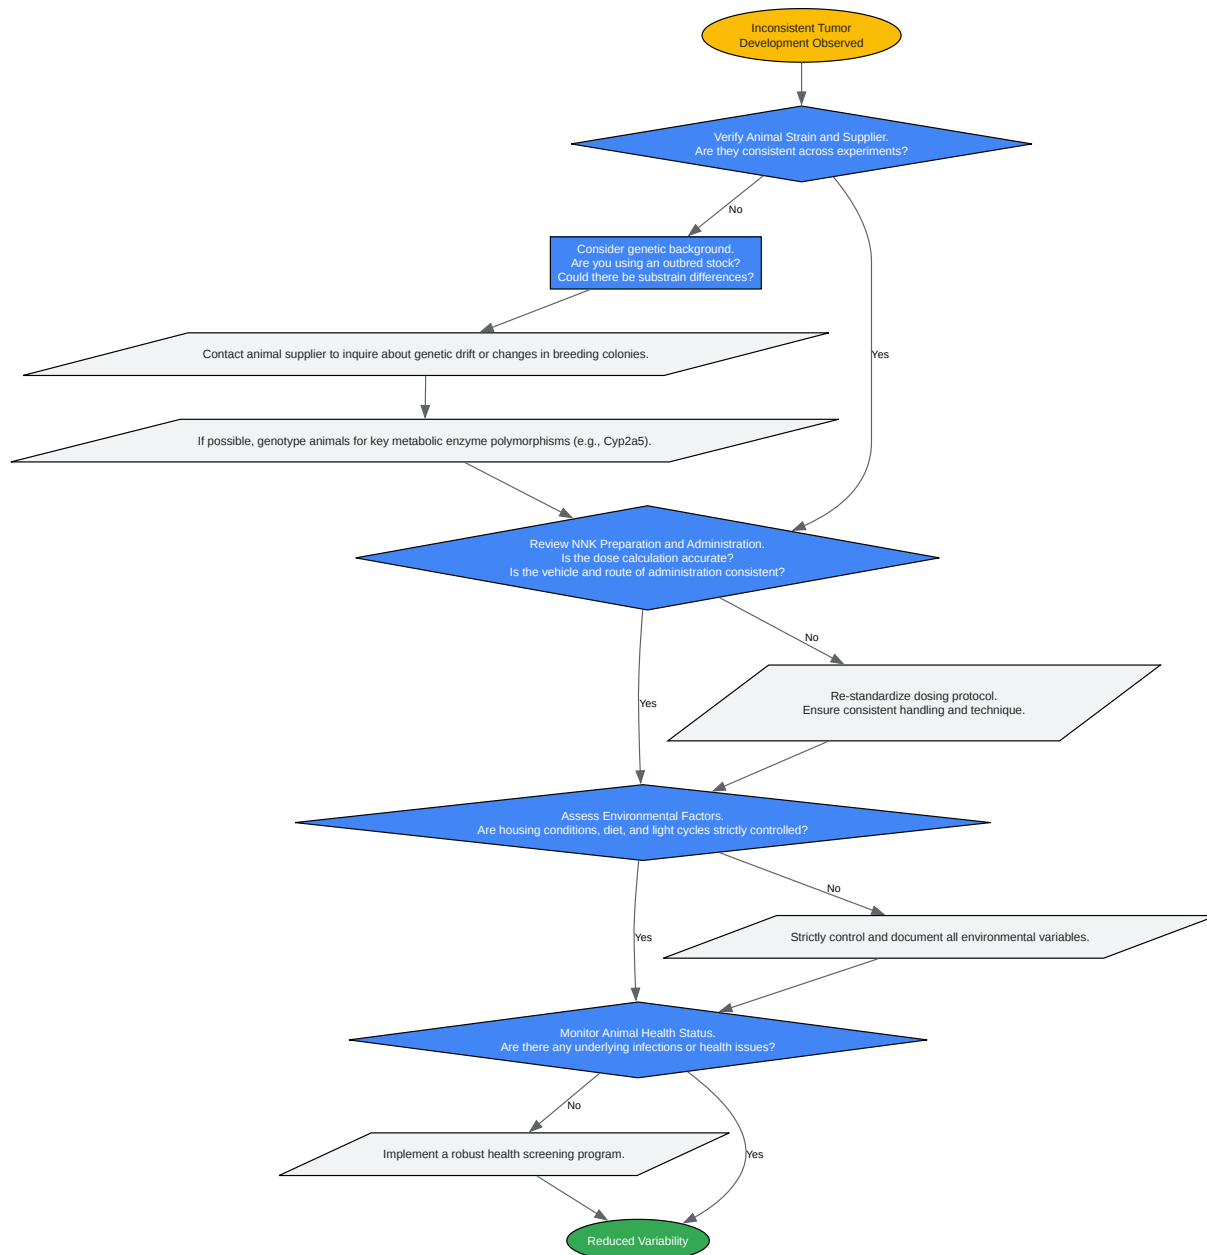 Inconsistent Tumor
Development Observed
Verify Animal Strain and Supplier.
Are they consistent across experiments?
No
Consider genetic background.
Are you using an outbred stock?
Could there be substrain differences?
Contact animal supplier to inquire about genetic drift or changes in breeding colonies.
Yes
If possible, genotype animals for key metabolic enzyme polymorphisms (e.g., Cyp2a5).
Review NNK Preparation and Administration.
Is the dose calculation accurate?
Is the vehicle and route of administration consistent?
No
Re-standardize dosing protocol.
Ensure consistent handling and technique.
Yes
Assess Environmental Factors.
Are housing conditions, diet, and light cycles strictly controlled?
No
Strictly control and document all environmental variables.
Yes
Monitor Animal Health Status.
Are there any underlying infections or health issues?
No
Implement a robust health screening program.
Yes
Reduced Variability